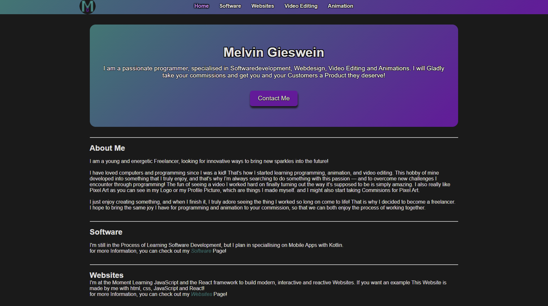 M
Home Software Websites Video Editing Animation
Melvin Gieswein
I am a passionate programmer, specialised in Softwaredevelopment, Webdesign, Video Editing and Animations. I will Gladly
take your commissions and get you and your Customers a Product they deserve!
Contact Me
About Me
I am a young and energetic Freelancer, looking for innovative ways to bring new sparkles into the future!
I have loved computers and programming since I was a kid! That's how I started learning programming, animation, and video editing. This hobby of mine
developed into something that I truly enjoy, and that's why I'm always searching to do something with this passion — and to overcome new challenges I
encounter through programming! The fun of seeing a video I worked hard on finally turning out the way it's supposed to be is simply amazing. I also really like
Pixel Art as you can see in my Logo or my Profile Picture, which are things I made myself. and I might also start taking Commisions for Pixel Art
I just enjoy creating something, and when I finish it, I truly adore seeing the thing I worked so long on come to life! That is why I decided to become a freelancer.
I hope to bring the same joy I have for programming and animation to your commission, so that we can both enjoy the process of working together.
Software
I'm still in the Process of Learning Software Development, but I plan in specialising on Mobile Apps with Kotlin.
for more Information, you can check out my Software Page!
Websites
I'm at the Moment Learning JavaScript and the React framework to build modern, interactive and reactive Websites. If you want an example This Website is
made by me with html, css, JavaScript and React!
for more Information, you can check out my Websites Page!